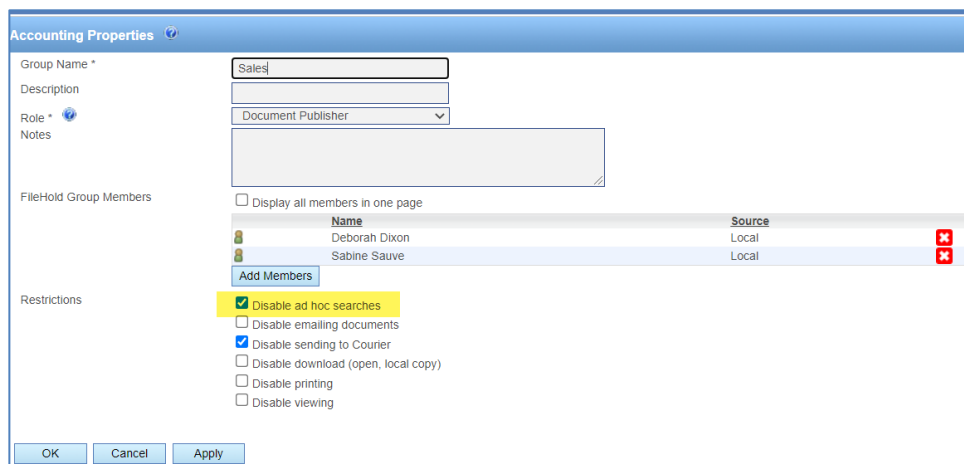 Accounting Properties
Group Name *
Sales
Description
Role *
Document Publisher
Notes
FileHold Group Members
Display all members in one page
Name Source
Deborah Dixon Local
Sabine Sauve Local
Add Members
Restrictions
Disable ad hoc searches
Disable emailing documents
Disable sending to Courier
Disable download (open, local copy)
Disable printing
Disable viewing
OK Cancel Apply